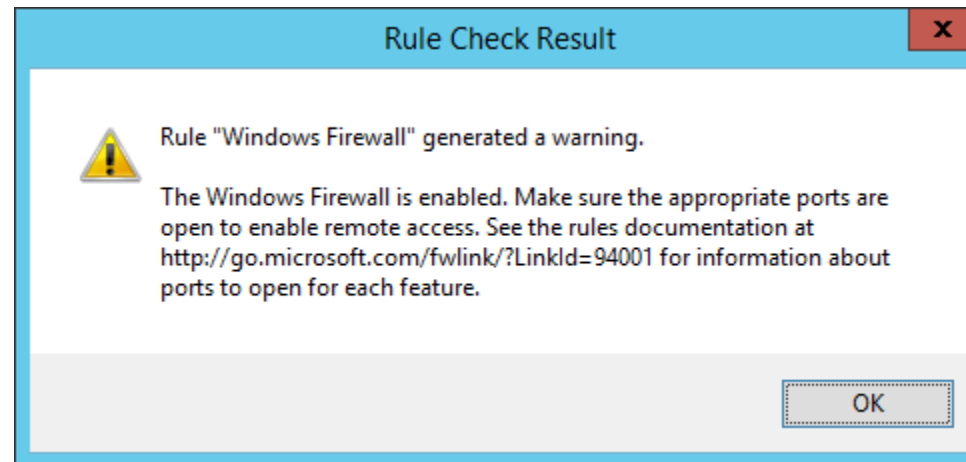 Rule Check Result
x
Rule "Windows Firewall" generated a warning.
The Windows Firewall is enabled. Make sure the appropriate ports are
open to enable remote access. See the rules documentation at
http://go.microsoft.com/fwlink/?LinkId=94001 for information about
ports to open for each feature.
OK